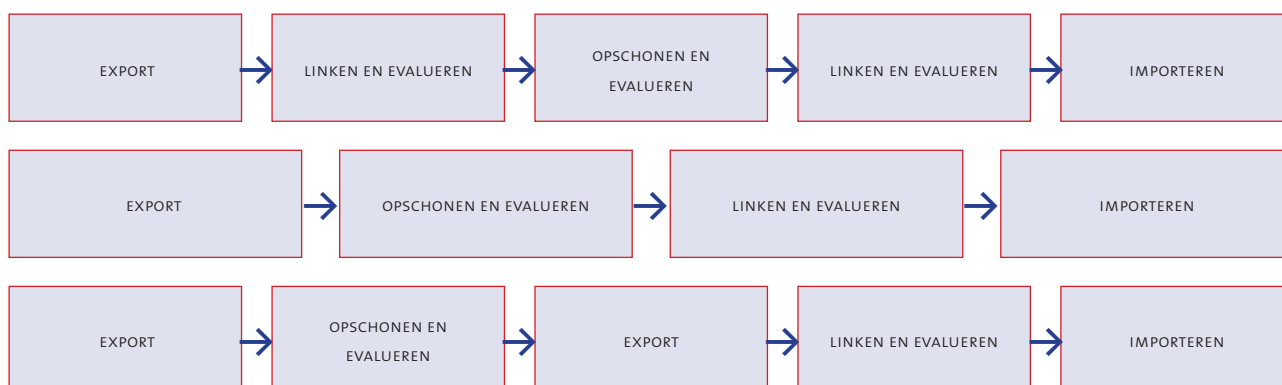 EXPORT
LINKEN EN EVALUEREN
OPSCHONEN EN
EVALUEREN
LINKEN EN EVALUEREN
IMPORTEREN
EXPORT
OPSCHONEN EN EVALUEREN
LINKEN EN EVALUEREN
IMPORTEREN
EXPORT
OPSCHONEN EN
EVALUEREN
EXPORT
LINKEN EN EVALUEREN
IMPORTEREN